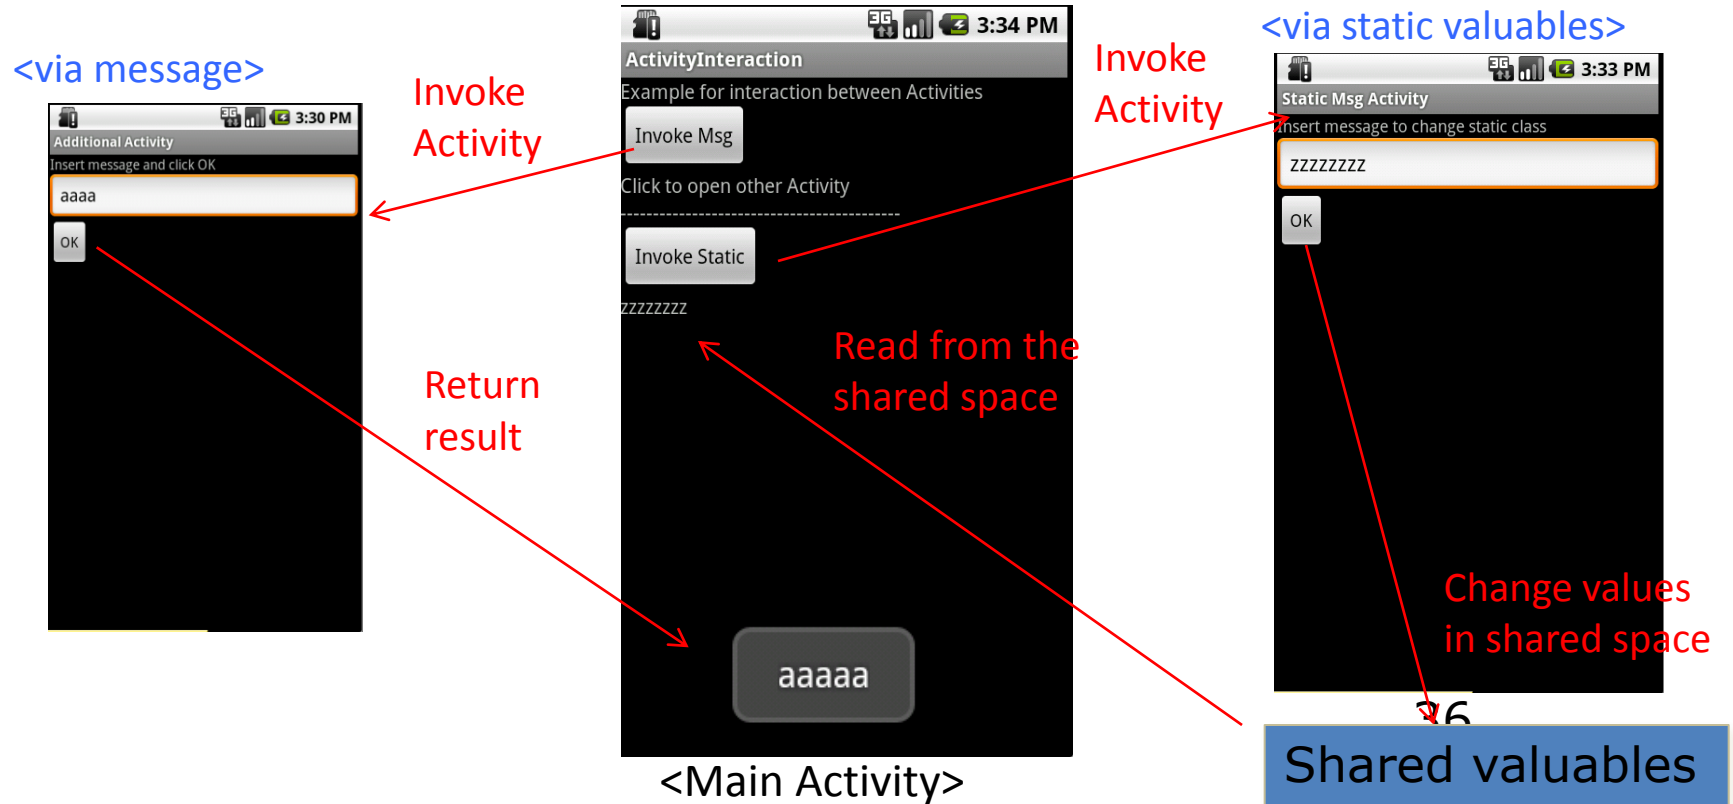 <via message>
3:30 PM
Additional Activity
Insert message and click OK
aaaa
OK
Invoke
Activity
Return
result
3G 3:34 PM
ActivityInteraction
Example for interaction between Activities
Invoke Msg
Click to open other Activity
-------------------------------------------
Invoke Static
zzzzzzzz
Read from the
shared space
aaaaa
<Main Activity>
Invoke
Activity
<via static valuables>
3G 3:33 PM
Static Msg Activity
Insert message to change static class
zzzzzzzz
OK
Change values
in shared space
36
Shared valuables